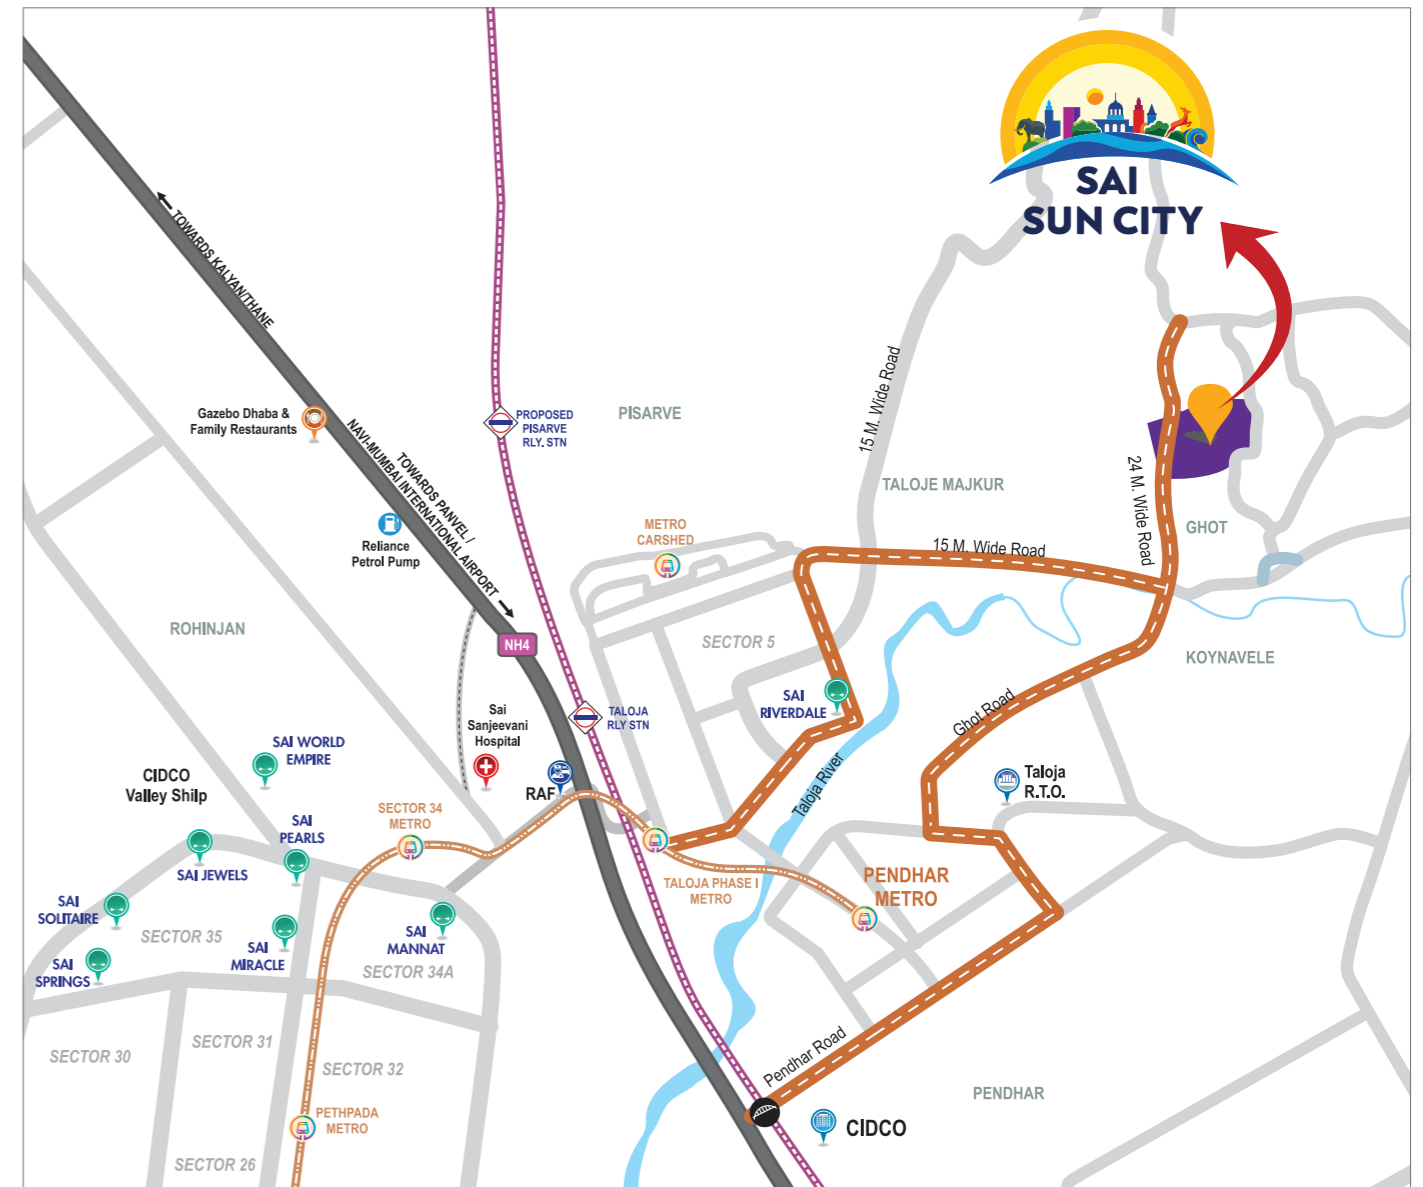 SAI
SUN CITY
TOWARDS KALYAN/THANE
Gazebo Dhaba &
Family Restaurants
NAVI-MUMBAI INTERNATIONAL AIRPORT
TOWARDS PANVEL /
PROPOSED
PISARVE
RLY. STN
PISARVE
15 M. Wide Road
TALOJE MAJKUR
24 M. Wide Road
GHOT
Reliance
Petrol Pump
METRO
CARSHED
15 M. Wide Road
ROHINJAN
NH4
SECTOR 5
KOYNAVELE
SAI
RIVERDALE
Ghot Road
Sai
Sanjeevani
Hospital
TALOJA
RLY STN
SAI WORLD
EMPIRE
CIDCO
Valley Shilp
RAF
Taloja River
Taloja
R.T.O.
SECTOR 34
METRO
SAI
PEARLS
SAI JEWELS
TALOJA PHASE I
METRO
PENDHAR
METRO
SAI
SOLITAIRE
SECTOR 35
SAI
MIRACLE
SAI
MANNAT
SECTOR 34A
SAI
SPRINGS
SECTOR 30
SECTOR 31
SECTOR 32
Pendhar Road
PENDHAR
PETHPADA
METRO
CIDCO
SECTOR 26